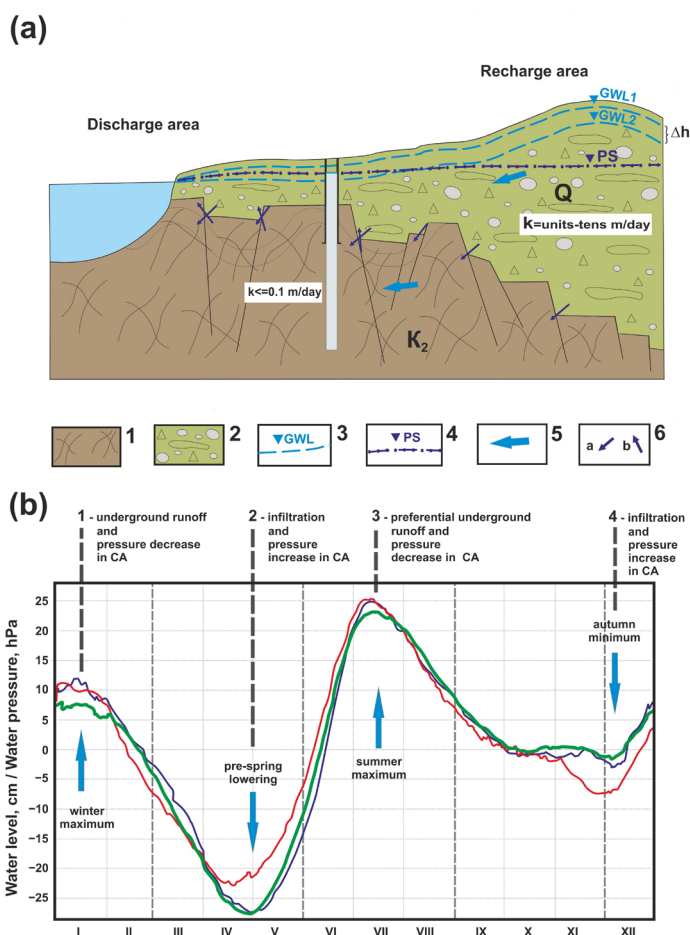 (a)
Recharge area
GWL1
Discharge area
GWL2
Δh
PS
Q
k=units-tens m/day
k<=0.1 m/day
K2
1
2
GWL
3
PS
4
5
a
b
6
(b)
1 - underground runoff
and
pressure decrease
in CA
2 - infiltration
and
pressure
increase in CA
3 - preferential underground
runoff and
pressure
decrease in CA
4 - infiltration
and
pressure
increase
in CA
Water level, cm / Water pressure, hPa
25
20
15
10
5
0
−5
−10
−15
−20
−25
winter
maximum
pre-spring
lowering
summer
maximum
autumn
minimum
I II III IV V VI VII VIII IX X XI XII